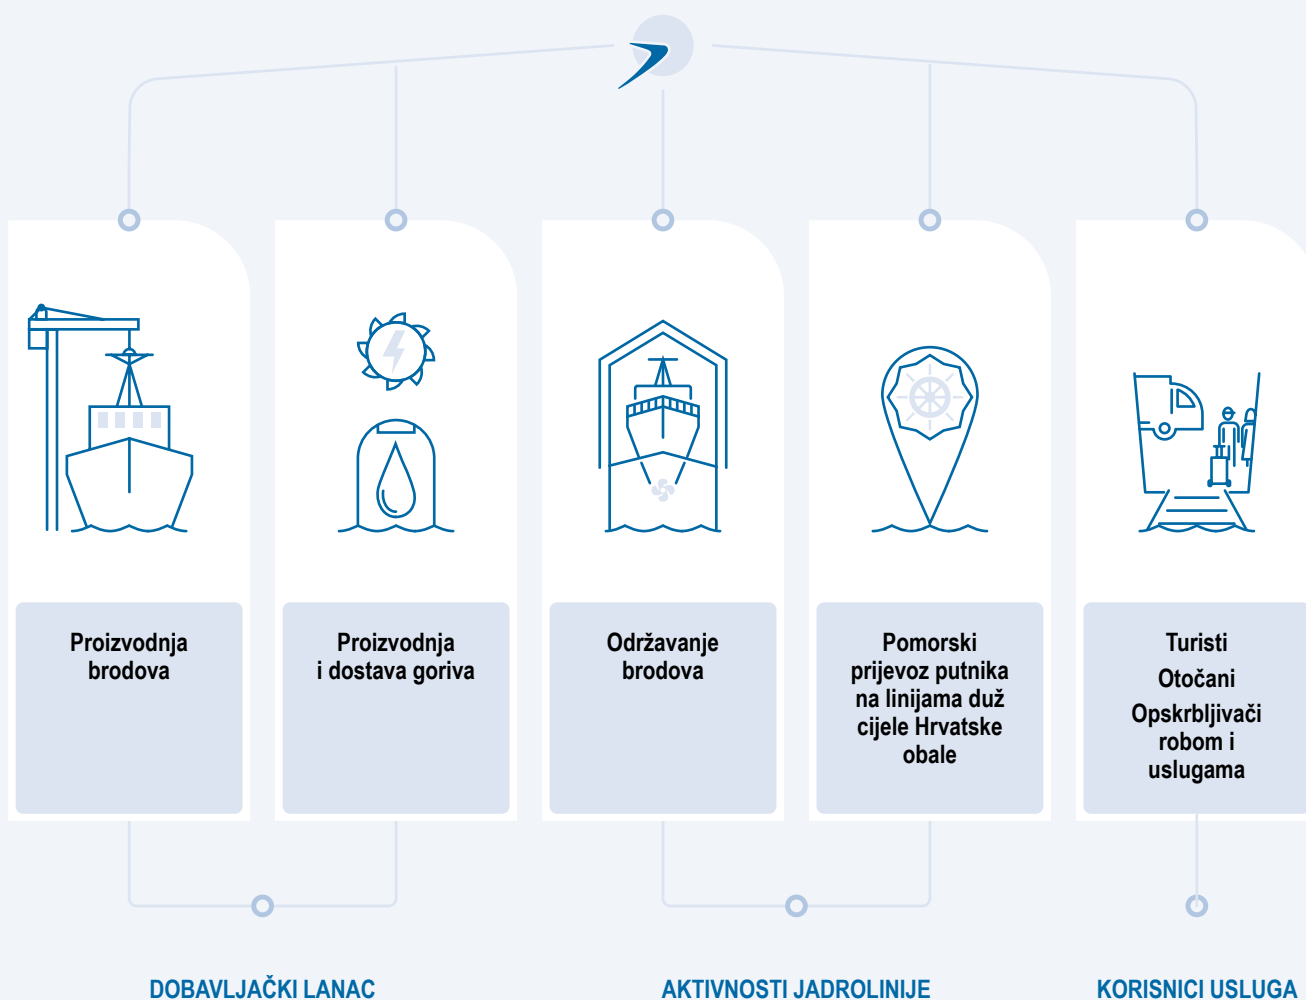 Proizvodnja
brodova
Proizvodnja
i dostava goriva
Održavanje
brodova
Pomorski
prijevoz putnika
na linijama duž
cijele Hrvatske
obale
Turisti
Otočani
Opskrbljivači
robom i
uslugama
DOBAVLJAČKI LANAC
AKTIVNOSTI JADROLINIJE
KORISNICI USLUGA